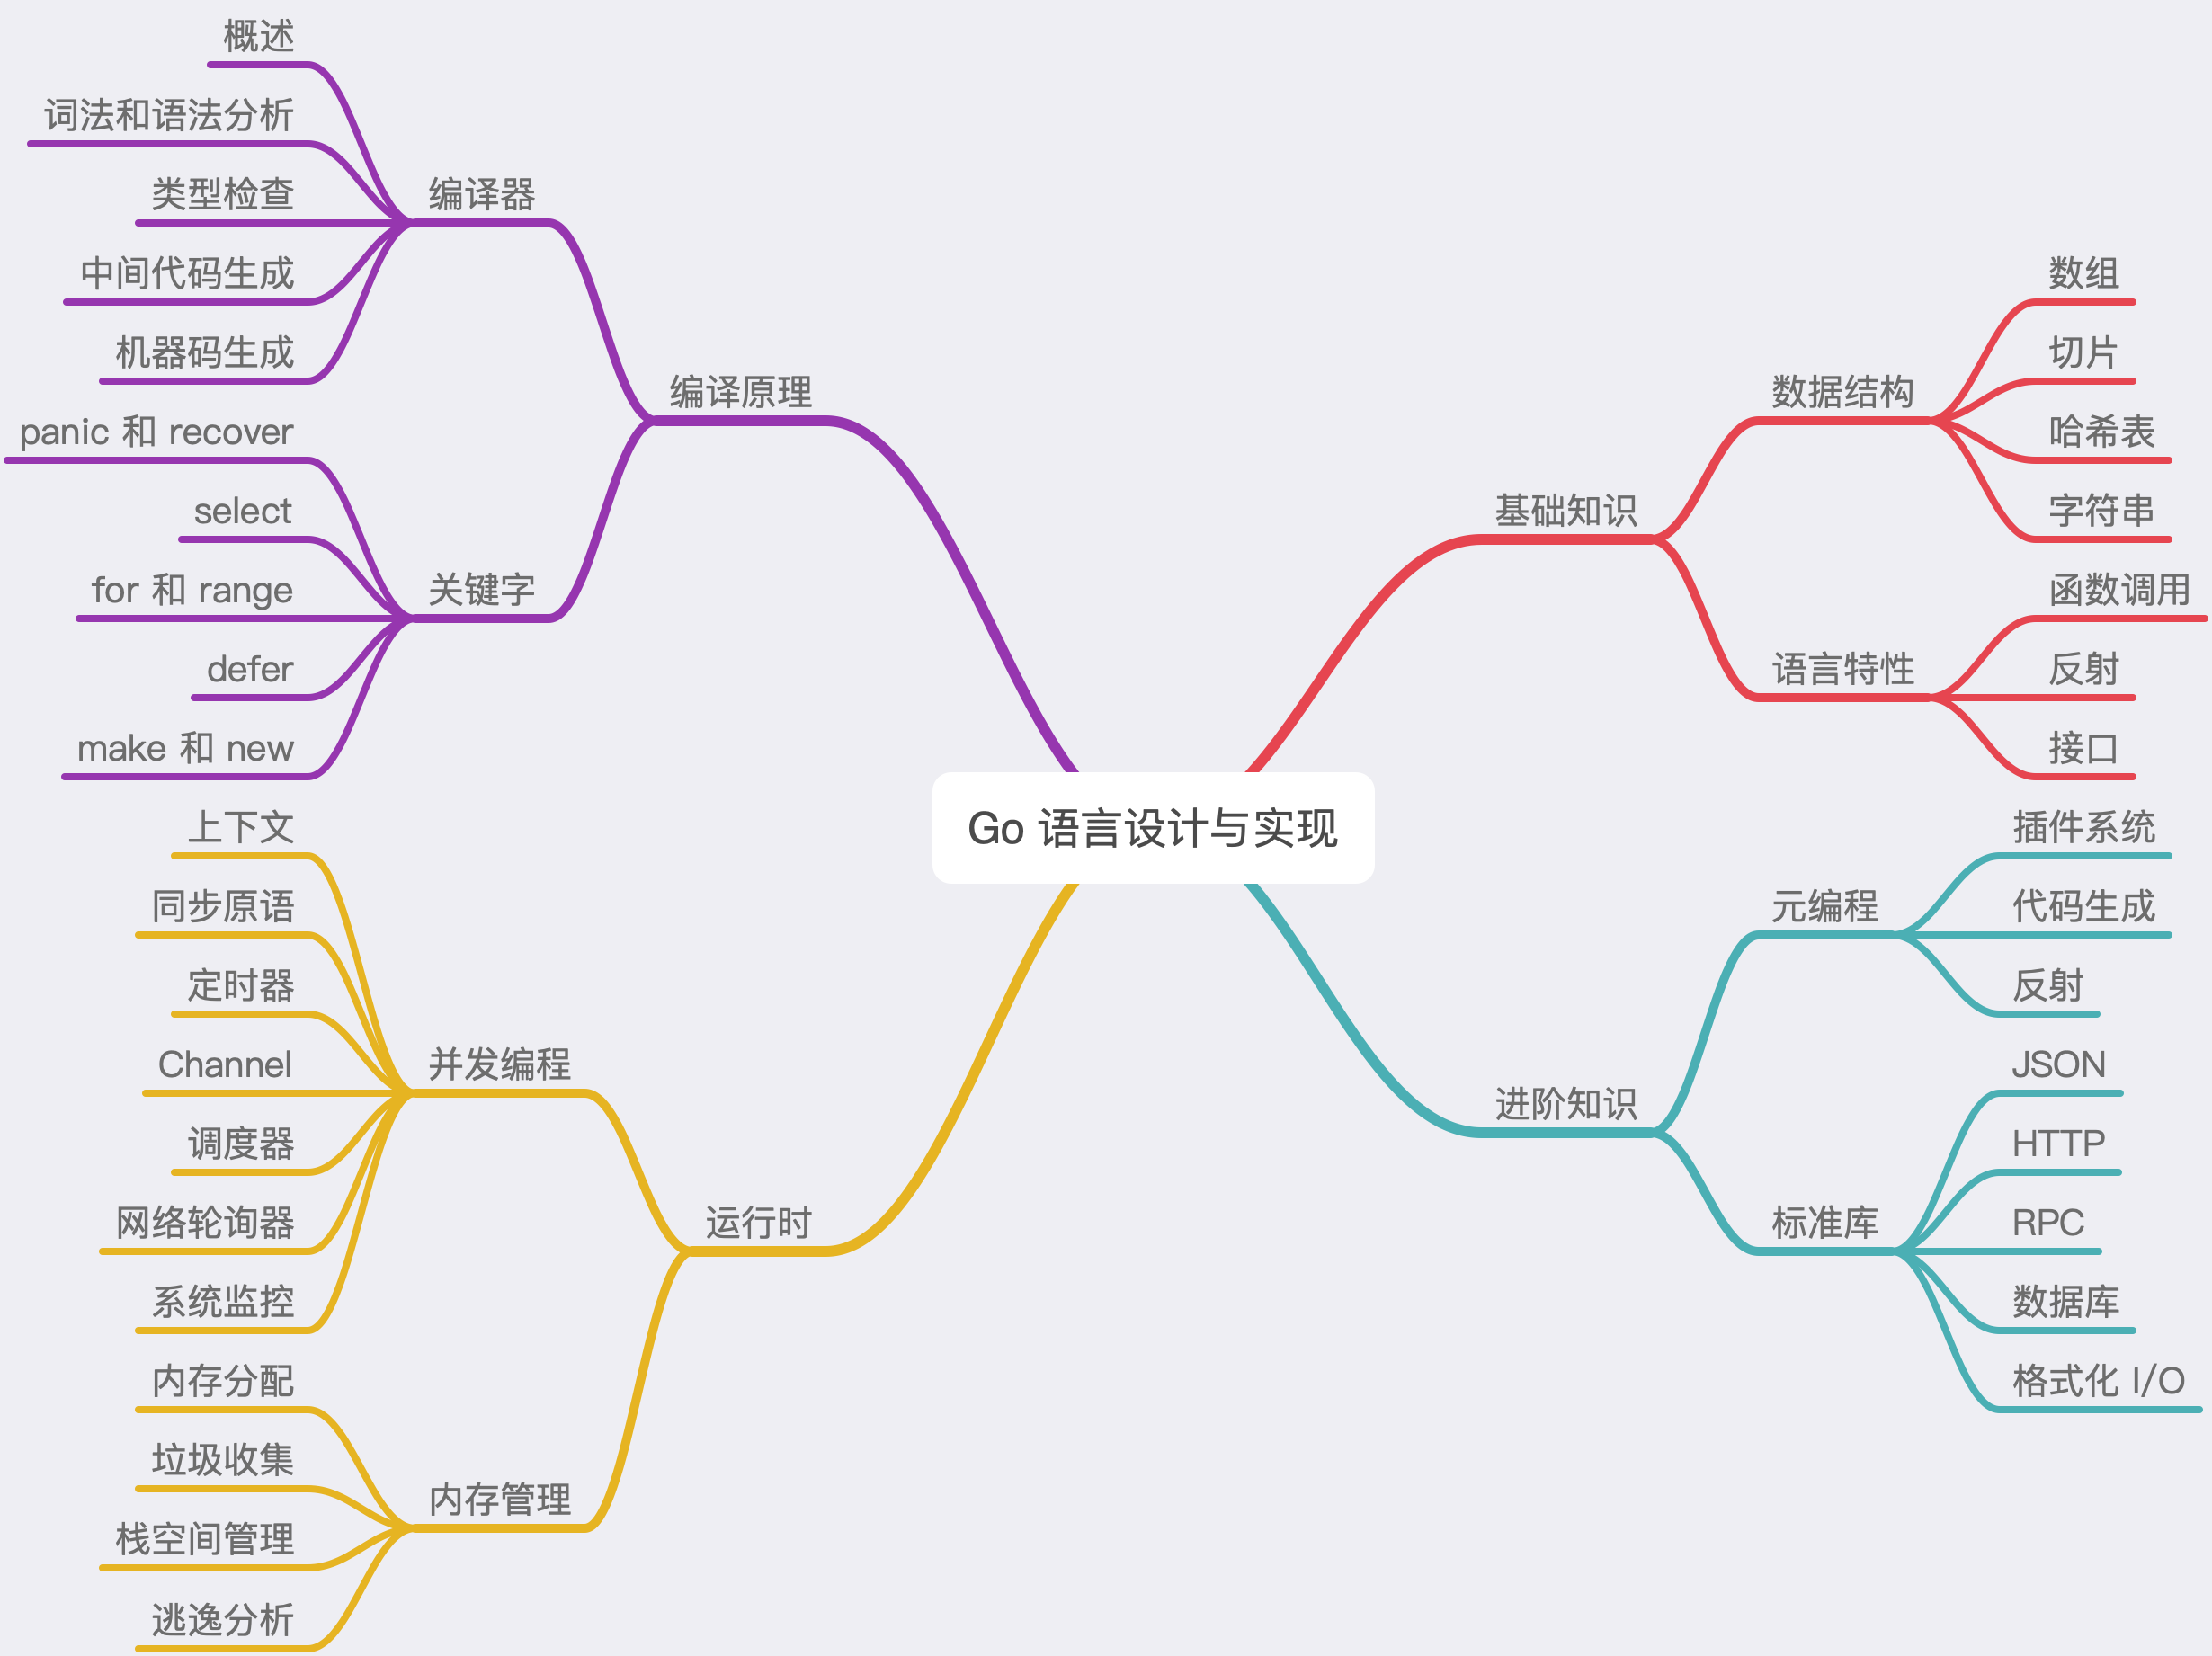 Go 语言设计与实现
编译原理
编译器
概述
词法和语法分析
类型检查
中间代码生成
机器码生成
关键字
panic 和 recover
select
for 和 range
defer
make 和 new
运行时
并发编程
上下文
同步原语
定时器
Channel
调度器
网络轮询器
系统监控
内存管理
内存分配
垃圾收集
栈空间管理
逃逸分析
基础知识
数据结构
数组
切片
哈希表
字符串
语言特性
函数调用
反射
接口
进阶知识
元编程
插件系统
代码生成
反射
标准库
JSON
HTTP
RPC
数据库
格式化 I/O